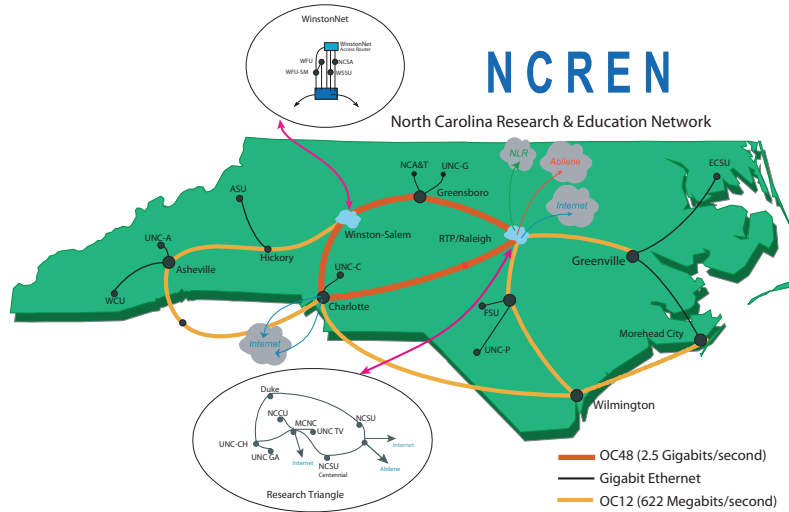 WinstonNet
WinstonNet
Access Router
WFU
NCSA
WFU-SM
WSSU
NCREN
North Carolina Research & Education Network
NLR
Abilene
Internet
NCA&T
UNC-G
Greensboro
ECSU
ASU
Winston-Salem
RTP/Raleigh
UNC-A
Asheville
Hickory
UNC-C
Greenville
WCU
Charlotte
FSU
Internet
UNC-P
Morehead City
Wilmington
Duke
NCCU
MCNC
UNC TV
NCSU
UNC-CH
UNC GA
Internet
NCSU
Centennial
Internet
Abilene
Research Triangle
OC48 (2.5 Gigabits/second)
Gigabit Ethernet
OC12 (622 Megabits/second)